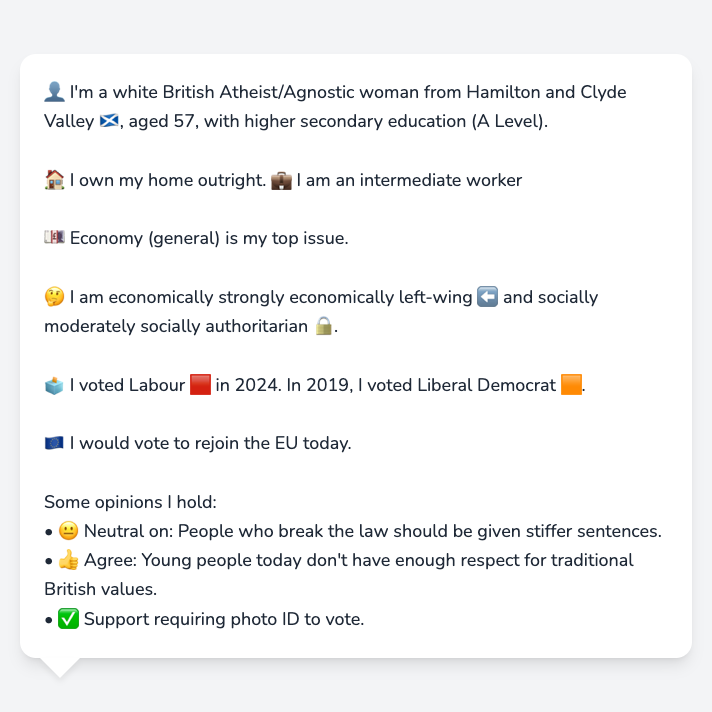 👤 I'm a white British Atheist/Agnostic woman from Hamilton and Clyde
Valley 🏴󠁧󠁢󠁳󠁣󠁴󠁿, aged 57, with higher secondary education (A Level).
🏠 I own my home outright. 💼 I am an intermediate worker
💷 Economy (general) is my top issue.
🤔 I am economically strongly economically left-wing ⬅️ and socially
moderately socially authoritarian 🔒.
🗳️ I voted Labour 🟥 in 2024. In 2019, I voted Liberal Democrat 🟧.
🇪🇺 I would vote to rejoin the EU today.
Some opinions I hold:
• 😐 Neutral on: People who break the law should be given stiffer sentences.
• 👍 Agree: Young people today don't have enough respect for traditional
British values.
• ✅ Support requiring photo ID to vote.